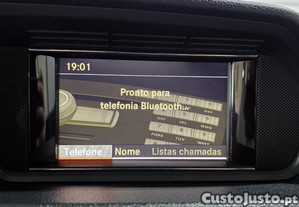 19:01
Pronto para
telefonia Bluetooth
Telefone Nome Listas chamadas
CustoJusto.pt